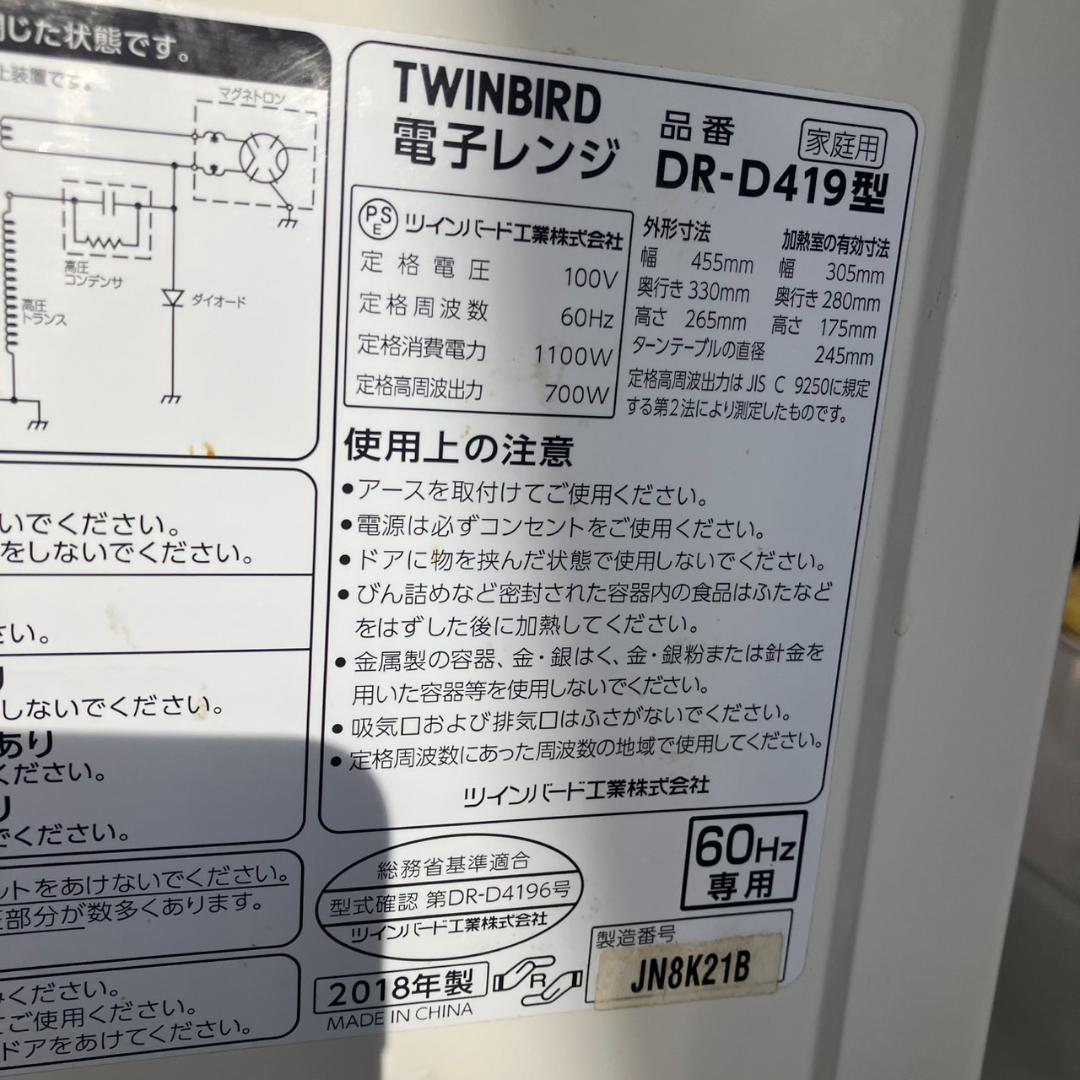 じた状態です。
上装置です。
マグネトロン
高圧
コンデンサ
高圧
トランス
ダイオード
いでください。
をしないでください。
さい。
しないでください。
あり
ください。
り
でください。
ットをあけないでください。
圧部分が数多くあります。
みください。
ご使用ください。
ドアをあけてください。
TWINBIRD
電子レンジ
品番
家庭用
DR-D419型
PSE ツインバード工業株式会社
定格電圧 100V
定格周波数 60Hz
定格消費電力 1100W
定格高周波出力 700W
外形寸法
幅 455mm
奥行き 330mm
高さ 265mm
加熱室の有効寸法
幅 305mm
奥行き 280mm
高さ 175mm
ターンテーブルの直径 245mm
定格高周波出力は JIS C 9250に規定
する第2法により測定したものです。
使用上の注意
●アースを取付けてご使用ください。
●電源は必ずコンセントをご使用ください。
●ドアに物を挟んだ状態で使用しないでください。
●びん詰めなど密封された容器内の食品はふたなど
をはずした後に加熱してください。
●金属製の容器、金・銀はく、金・銀粉または針金を
用いた容器等を使用しないでください。
●吸気口および排気口はふさがないでください。
●定格周波数にあった周波数の地域で使用してください。
ツインバード工業株式会社
総務省基準適合
型式確認 第DR-D4196号
ツインバード工業株式会社
60Hz
専用
2018年製
R
MADE IN CHINA
製造番号
JN8K21B